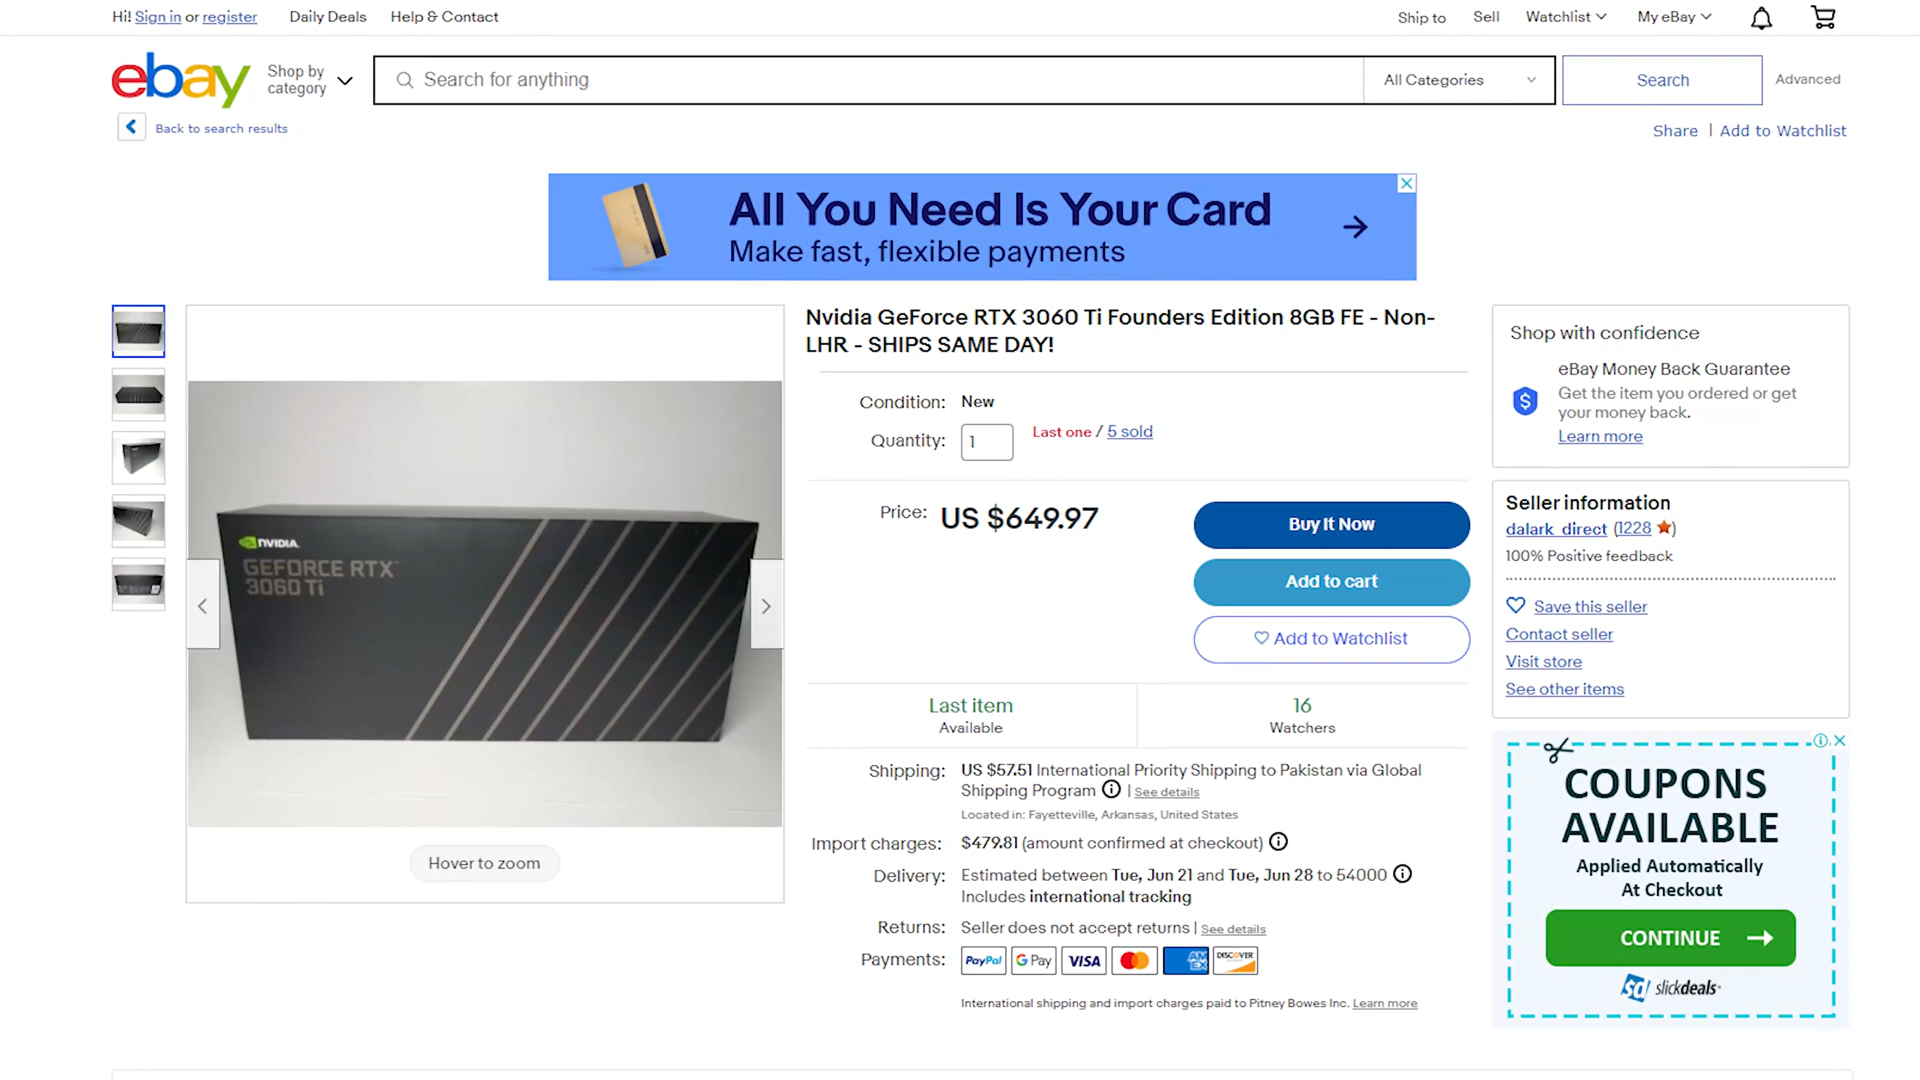 Hi! Sign in or register
Daily Deals
Help & Contact
Ship to
Sell
Watchlist
My eBay
ebay
Shop by
category
Search for anything
All Categories
Search
Advanced
Back to search results
Share | Add to Watchlist
All You Need Is Your Card
Make fast, flexible payments
NVIDIA.
GEFORCE RTX
3060 Ti
Hover to zoom
Nvidia GeForce RTX 3060 Ti Founders Edition 8GB FE - Non-
LHR - SHIPS SAME DAY!
Condition: New
Quantity: 1 Last one / 5 sold
Price: US $649.97
Buy It Now
Add to cart
Add to Watchlist
Last item
Available
16
Watchers
Shipping: US $57.51 International Priority Shipping to Pakistan via Global
Shipping Program | See details
Located in: Fayetteville, Arkansas, United States
Import charges: $479.81 (amount confirmed at checkout)
Delivery: Estimated between Tue, Jun 21 and Tue, Jun 28 to 54000
Includes international tracking
Returns: Seller does not accept returns | See details
Payments: PayPal G Pay VISA AMEX DISCOVER
International shipping and import charges paid to Pitney Bowes Inc. Learn more
Shop with confidence
eBay Money Back Guarantee
Get the item you ordered or get
your money back.
Learn more
Seller information
dalark_direct (1228)
100% Positive feedback
Save this seller
Contact seller
Visit store
See other items
COUPONS
AVAILABLE
Applied Automatically
At Checkout
CONTINUE
sd slickdeals